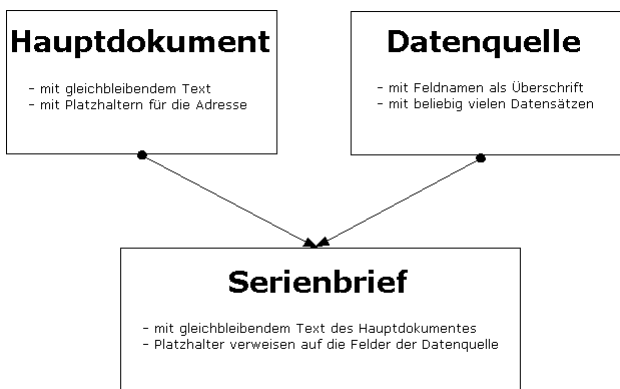 Hauptdokument
- mit gleichbleibendem Text
- mit Platzhaltern für die Adresse
Datenquelle
- mit Feldnamen als Überschrift
- mit beliebig vielen Datensätzen
Serienbrief
- mit gleichbleibendem Text des Hauptdokumentes
- Platzhalter verweisen auf die Felder der Datenquelle